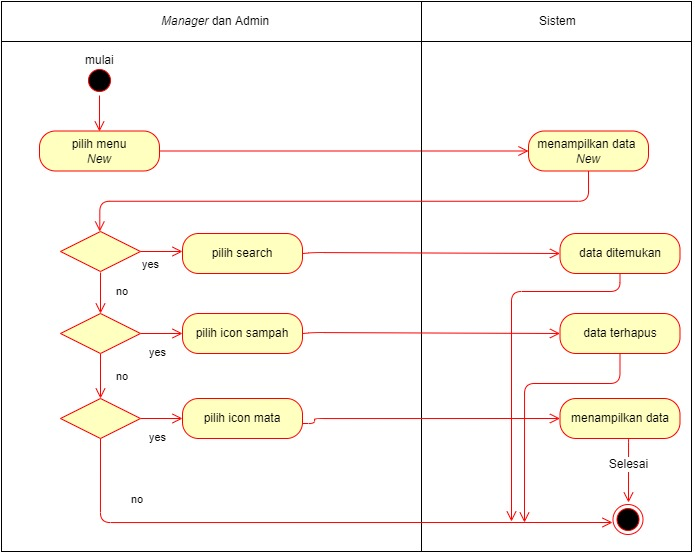 Manager dan Admin
Sistem
mulai
pilih menu
New
menampilkan data
New
yes
pilih search
data ditemukan
no
pilih icon sampah
data terhapus
yes
no
pilih icon mata
menampilkan data
yes
Selesai
no